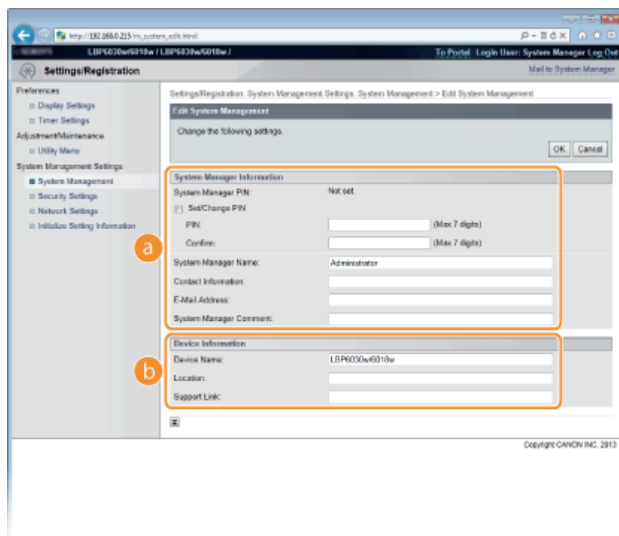 http://192.168.0.215/m_system_edit.html
LBP6030w/6018w / LBP6030w/6018w /
To Portal Login User: System Manager Log Out
Settings/Registration
Mail to System Manager
Preferences
Display Settings
Timer Settings
Adjustment/Maintenance
Utility Menu
System Management Settings
System Management
Security Settings
Network Settings
Initialize Setting Information
Settings/Registration: System Management Settings: System Management > Edit System Management
Edit System Management
Change the following settings.
OK Cancel
a
System Manager Information
System Manager PIN: Not set.
Set/Change PIN
PIN: (Max 7 digits)
Confirm: (Max 7 digits)
System Manager Name: Administrator
Contact Information:
E-Mail Address:
System Manager Comment:
b
Device Information
Device Name: LBP6030w/6018w
Location:
Support Link:
Copyright CANON INC. 2013